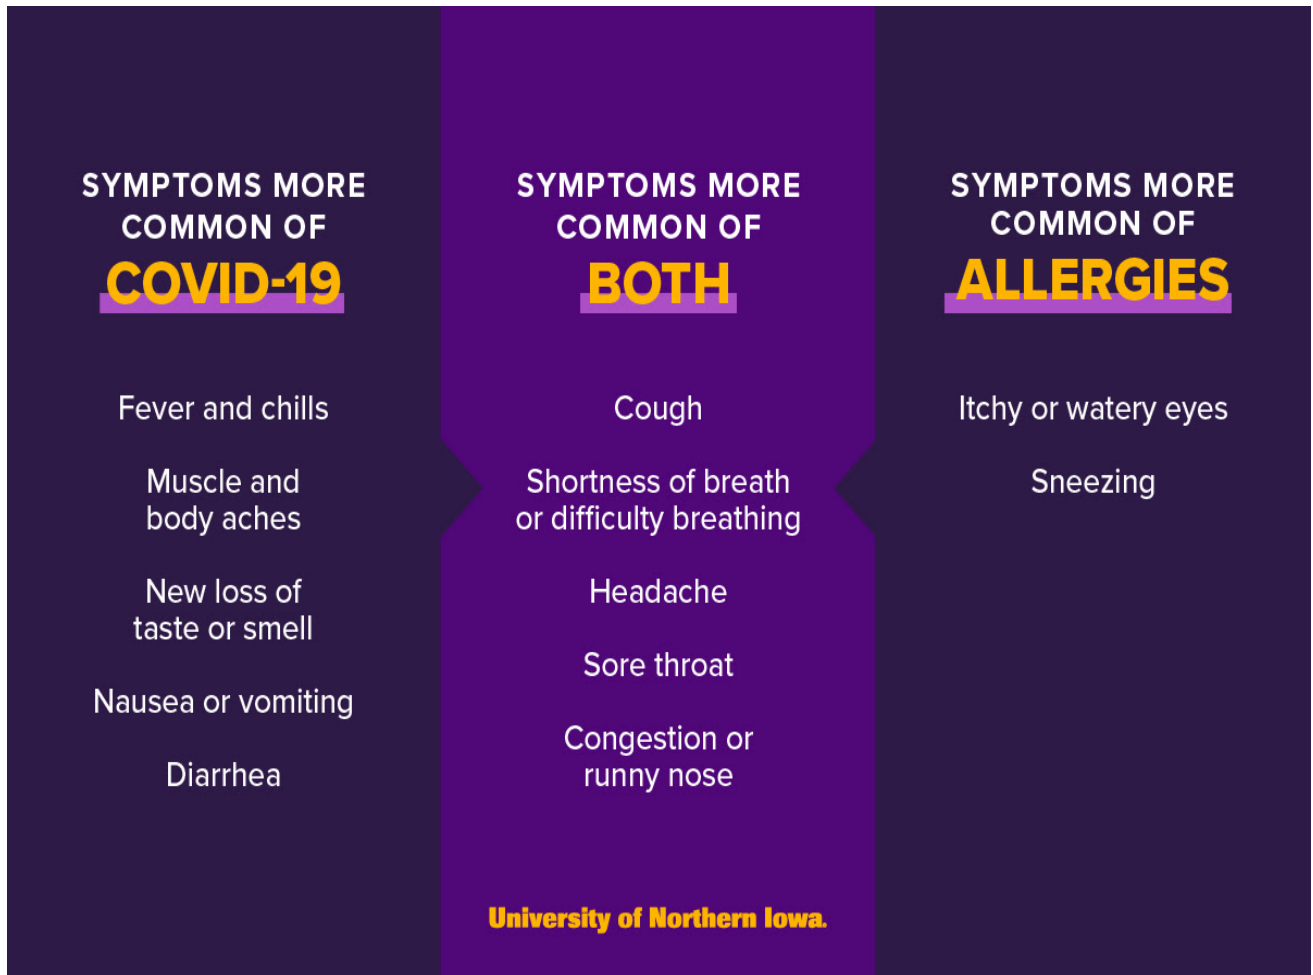 SYMPTOMS MORE
COMMON OF
COVID-19
Fever and chills
Muscle and
body aches
New loss of
taste or smell
Nausea or vomiting
Diarrhea
SYMPTOMS MORE
COMMON OF
BOTH
Cough
Shortness of breath
or difficulty breathing
Headache
Sore throat
Congestion or
runny nose
University of Northern Iowa.
SYMPTOMS MORE
COMMON OF
ALLERGIES
Itchy or watery eyes
Sneezing